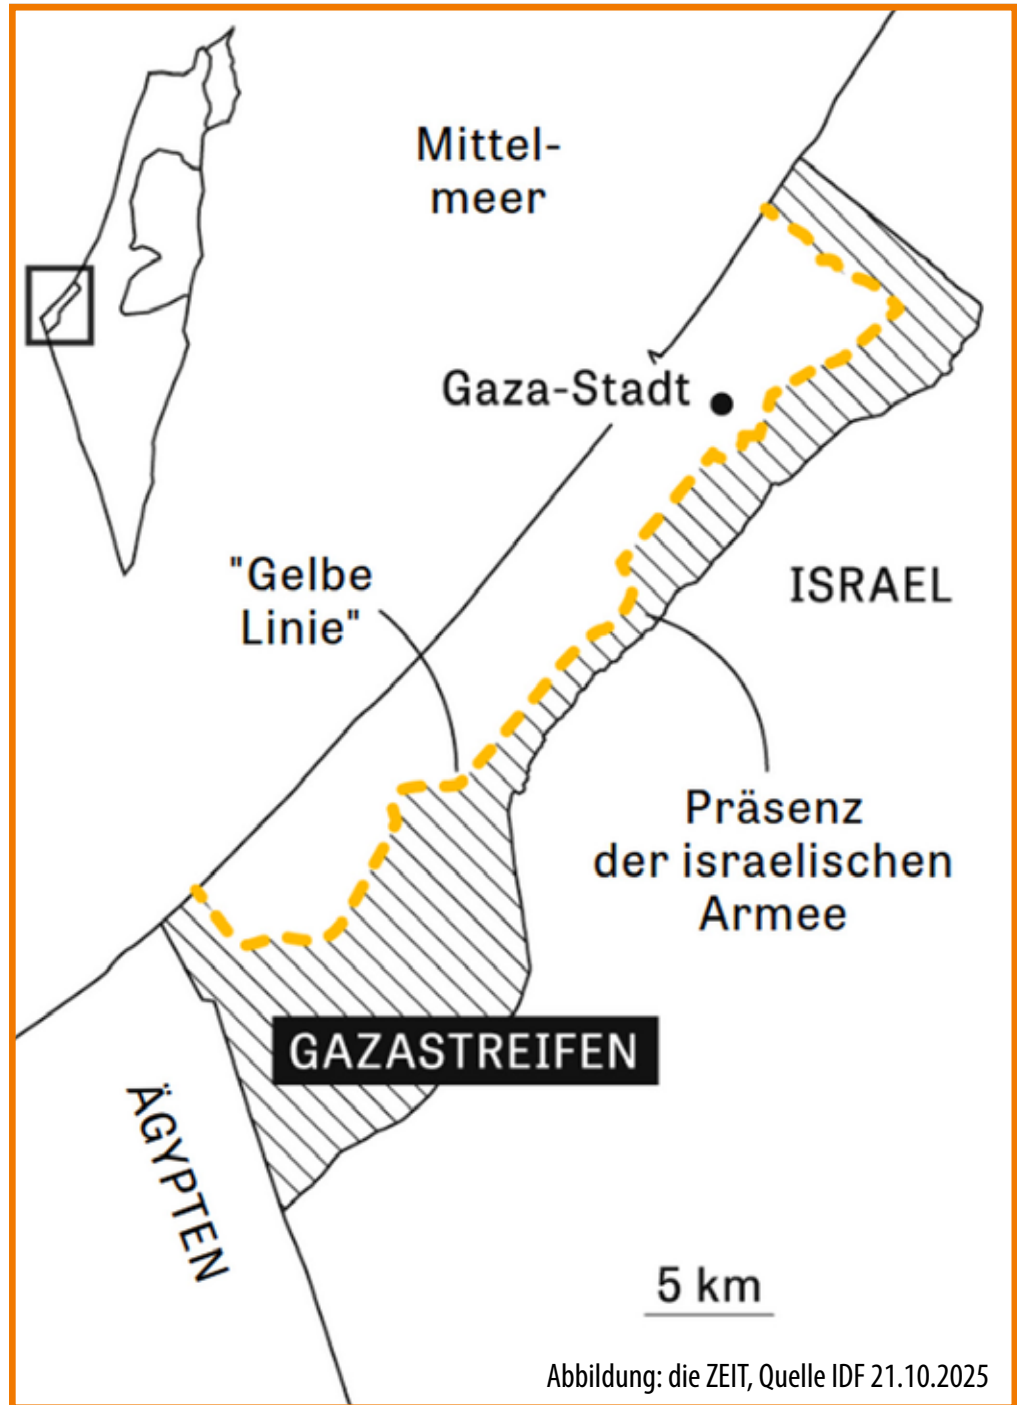 Mittel-
meer
Gaza-Stadt
"Gelbe
Linie"
ISRAEL
Präsenz
der israelischen
Armee
GAZASTREIFEN
ÄGYPTEN
5 km
Abbildung: die ZEIT, Quelle IDF 21.10.2025